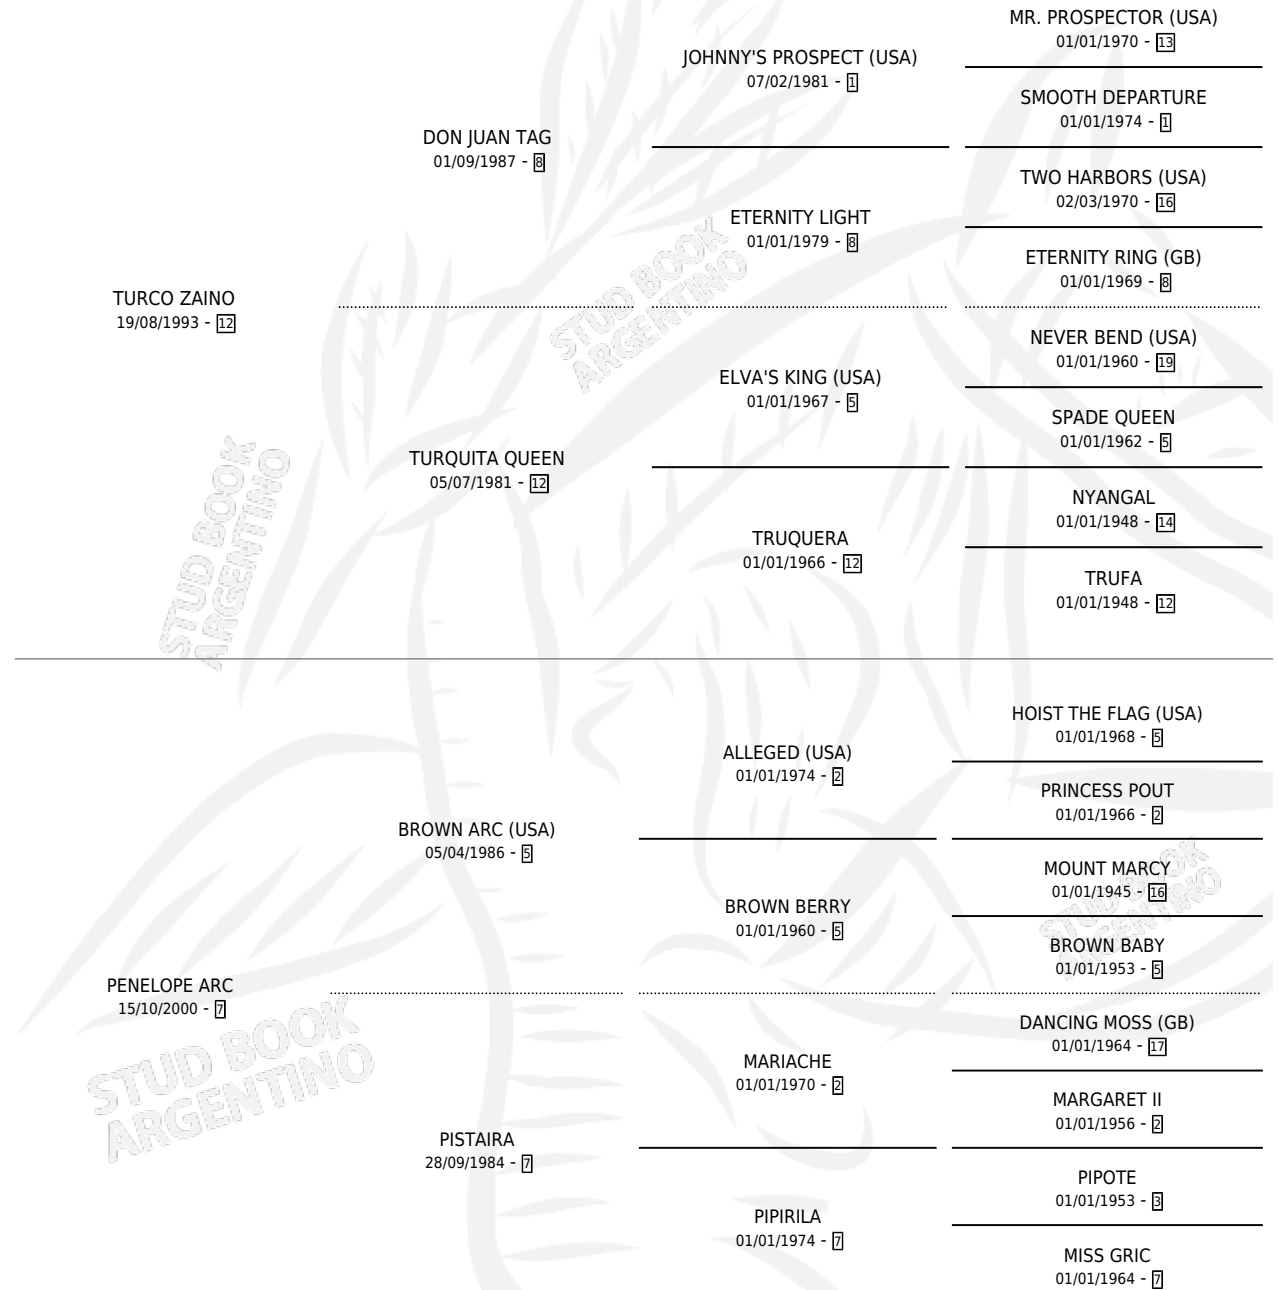 MR. PROSPECTOR (USA)
01/01/1970 - 13
JOHNNY'S PROSPECT (USA)
07/02/1981 - 1
SMOOTH DEPARTURE
01/01/1974 - 1
DON JUAN TAG
01/09/1987 - 8
TWO HARBORS (USA)
02/03/1970 - 16
ETERNITY LIGHT
01/01/1979 - 8
ETERNITY RING (GB)
01/01/1969 - 8
TURCO ZAINO
19/08/1993 - 12
STUD BOOK
ARGENTINO
NEVER BEND (USA)
01/01/1960 - 19
ELVA'S KING (USA)
01/01/1967 - 5
SPADE QUEEN
01/01/1962 - 5
TURQUITA QUEEN
05/07/1981 - 12
NYANGAL
01/01/1948 - 14
TRUQUERA
01/01/1966 - 12
TRUFA
01/01/1948 - 12
STUD BOOK
ARGENTINO
HOIST THE FLAG (USA)
01/01/1968 - 5
ALLEGED (USA)
01/01/1974 - 2
PRINCESS POUT
01/01/1966 - 2
BROWN ARC (USA)
05/04/1986 - 5
MOUNT MARCY
01/01/1945 - 16
BROWN BERRY
01/01/1960 - 5
STUD BOOK
ARGENTINO
BROWN BABY
01/01/1953 - 5
PENELOPE ARC
15/10/2000 - 7
STUD BOOK
ARGENTINO
DANCING MOSS (GB)
01/01/1964 - 17
MARIACHE
01/01/1970 - 2
MARGARET II
01/01/1956 - 2
PISTAIRA
28/09/1984 - 7
PIPOTE
01/01/1953 - 3
PIPIRILA
01/01/1974 - 7
MISS GRIC
01/01/1964 - 7